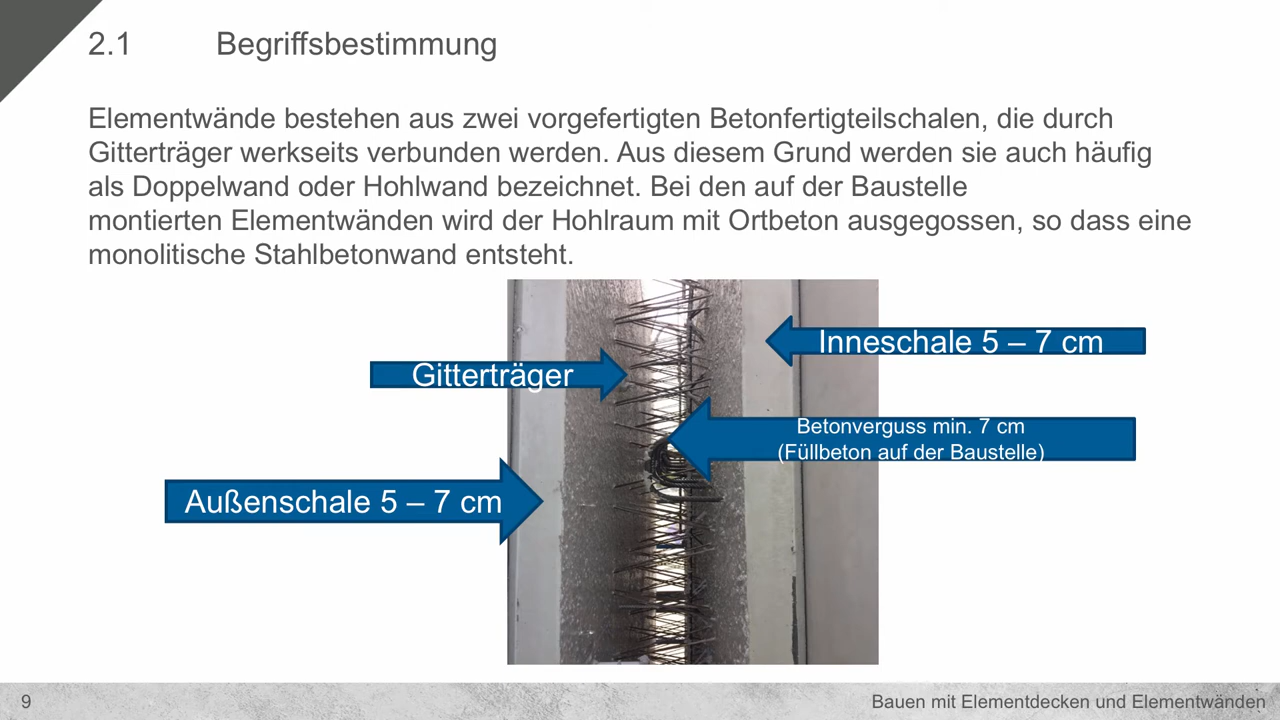 2.1 Begriffsbestimmung
Elementwände bestehen aus zwei vorgefertigten Betonfertigteilschalen, die durch
Gitterträger werkseits verbunden werden. Aus diesem Grund werden sie auch häufig
als Doppelwand oder Hohlwand bezeichnet. Bei den auf der Baustelle
montierten Elementwänden wird der Hohlraum mit Ortbeton ausgegossen, so dass eine
monolitische Stahlbetonwand entsteht.
Inneschale 5 – 7 cm
Gitterträger
Betonverguss min. 7 cm
(Füllbeton auf der Baustelle)
Außenschale 5 – 7 cm
9
Bauen mit Elementdecken und Elementwänden